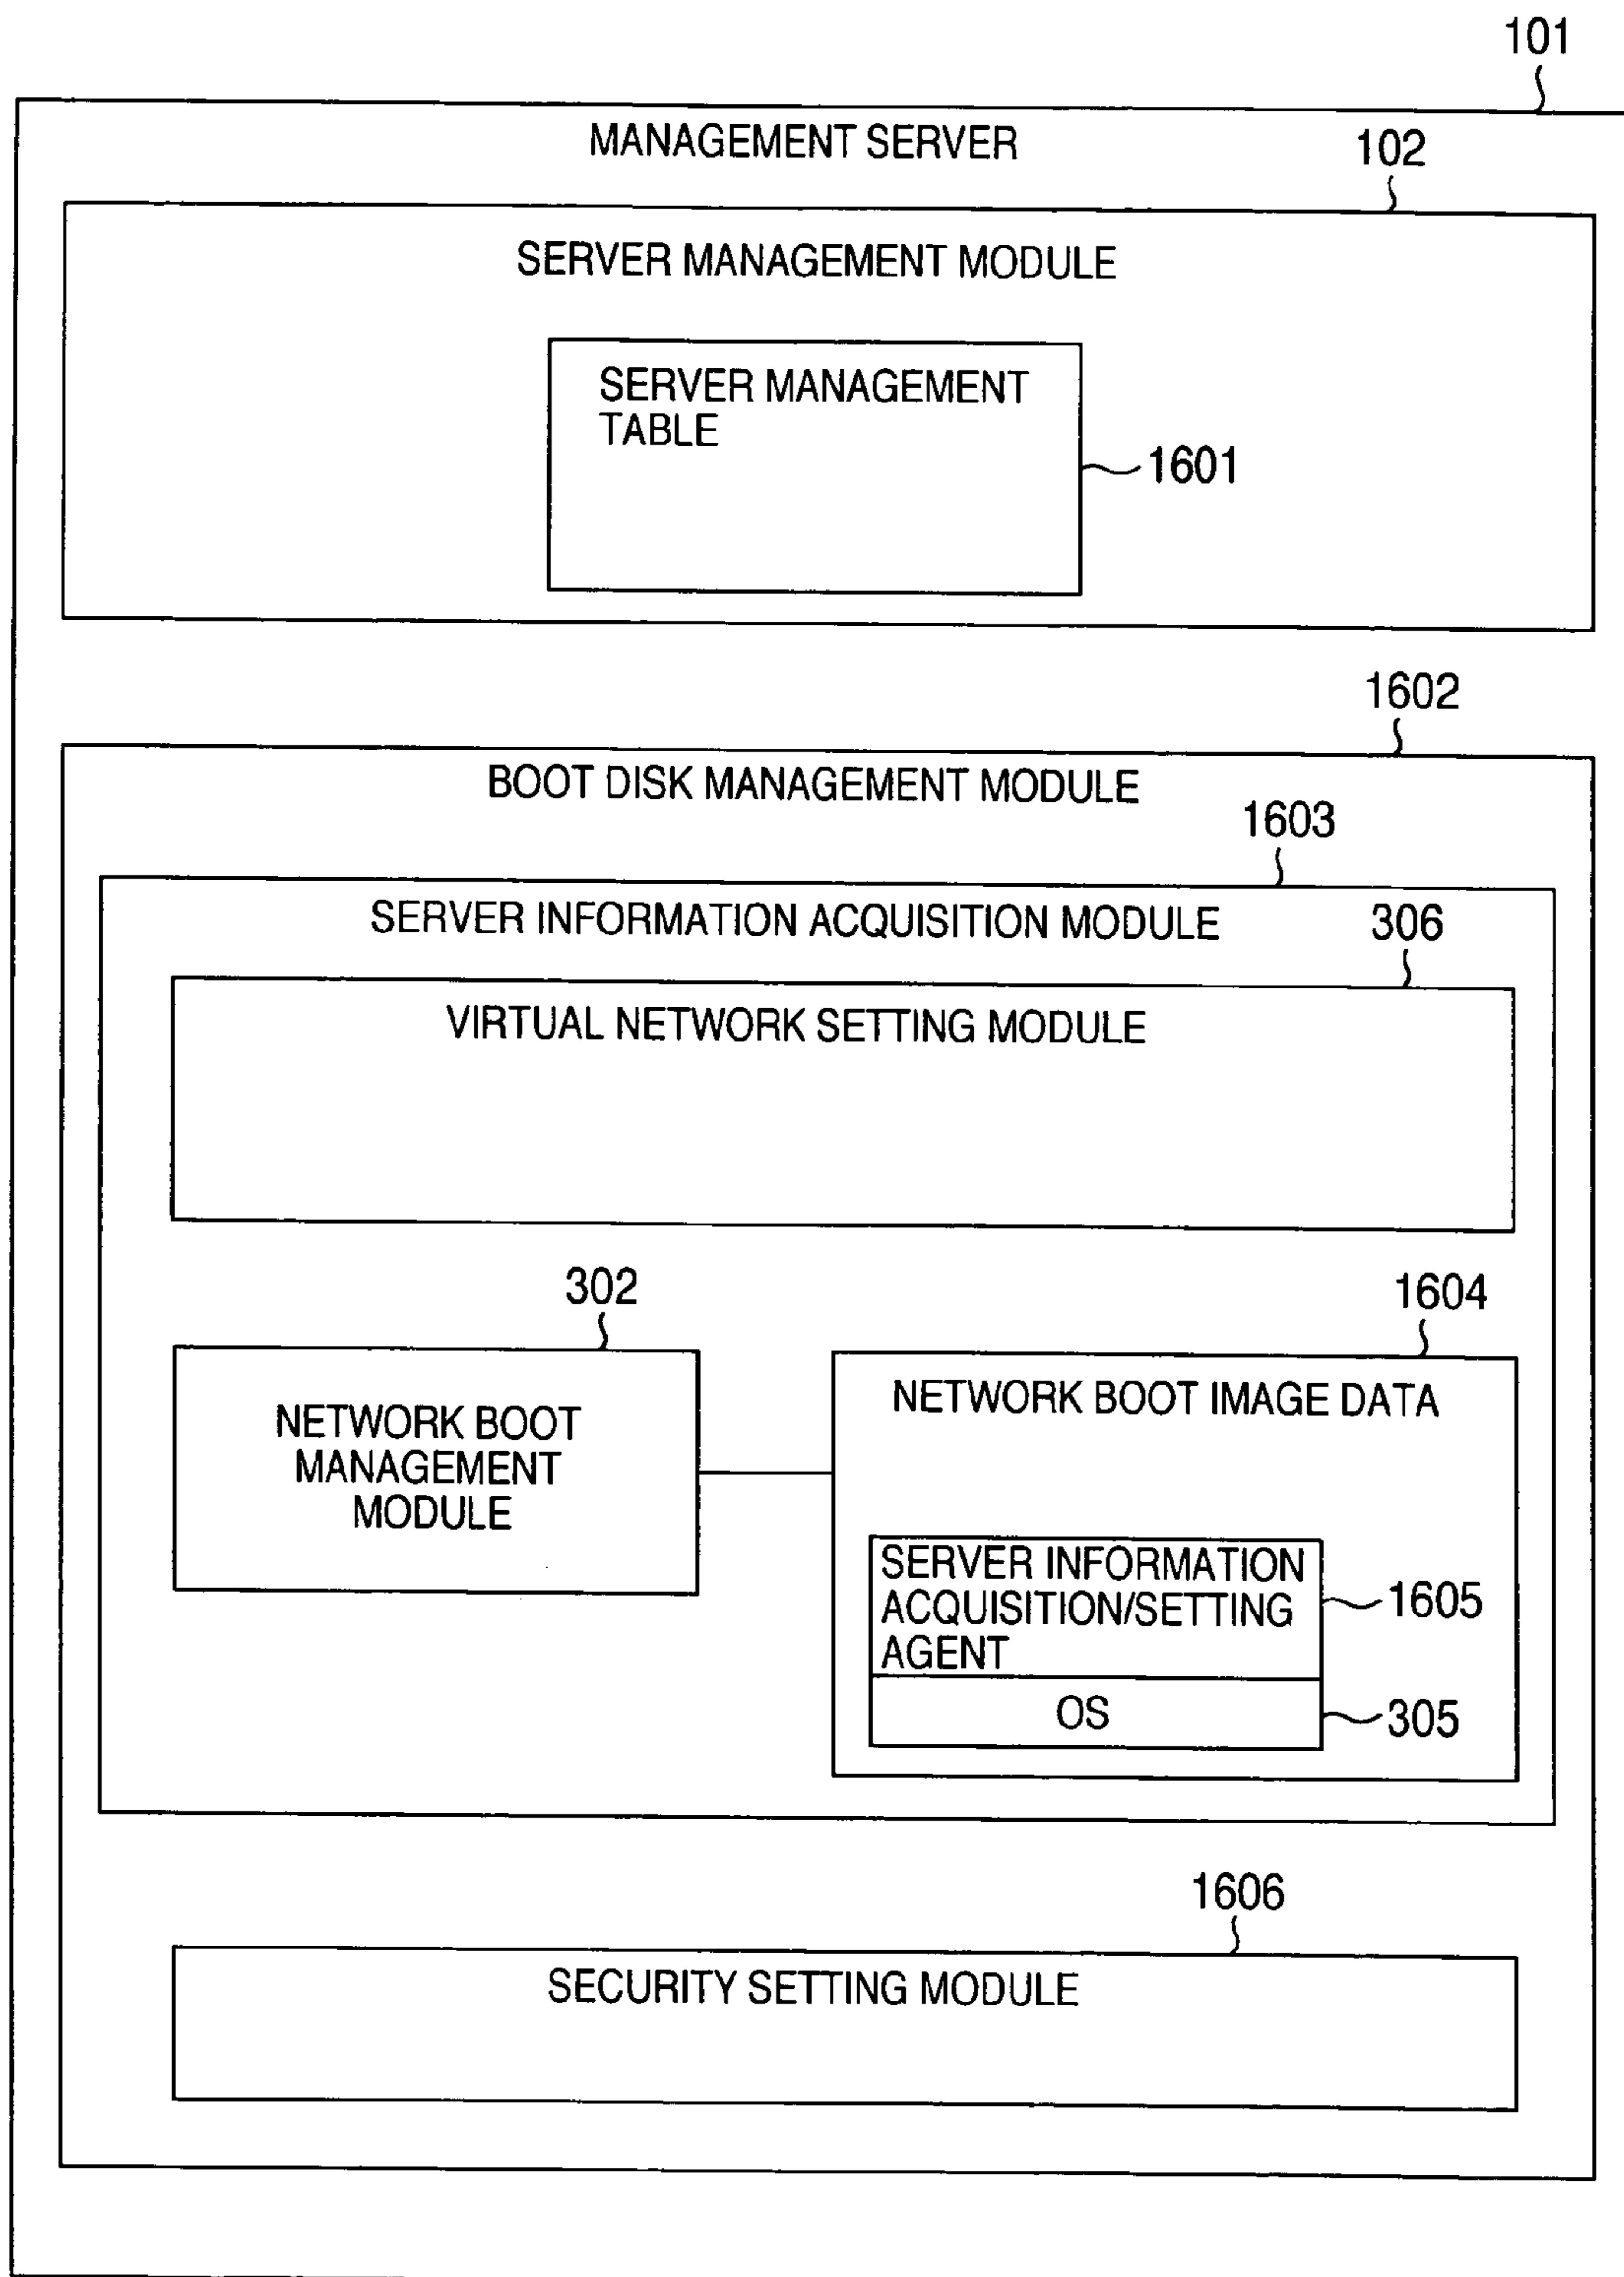 101
MANAGEMENT SERVER
102
SERVER MANAGEMENT MODULE
SERVER MANAGEMENT
TABLE
1601
1602
BOOT DISK MANAGEMENT MODULE
1603
SERVER INFORMATION ACQUISITION MODULE
306
VIRTUAL NETWORK SETTING MODULE
302
1604
NETWORK BOOT
MANAGEMENT
MODULE
NETWORK BOOT IMAGE DATA
SERVER INFORMATION
ACQUISITION/SETTING
AGENT
1605
OS
305
1606
SECURITY SETTING MODULE